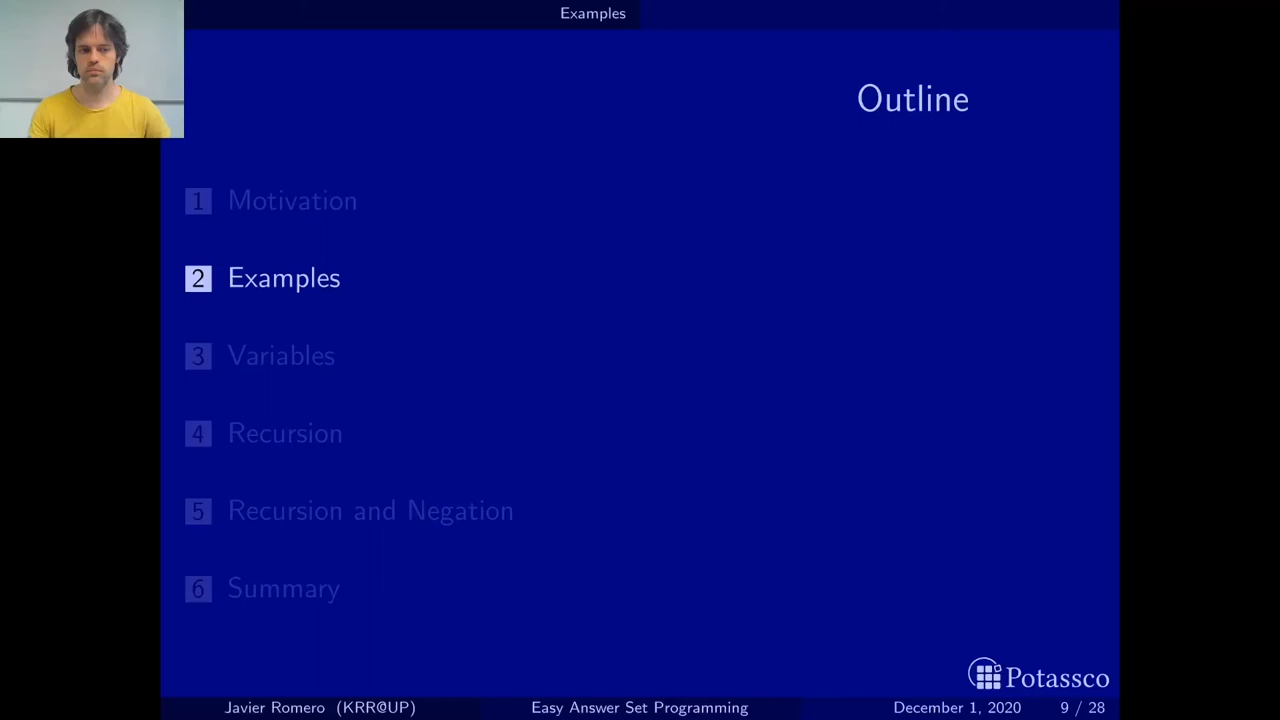 Examples
Outline
1 Motivation
2 Examples
3 Variables
4 Recursion
5 Recursion and Negation
6 Summary
Potassco
Javier Romero (KRR@UP) Easy Answer Set Programming December 1, 2020 9 / 28